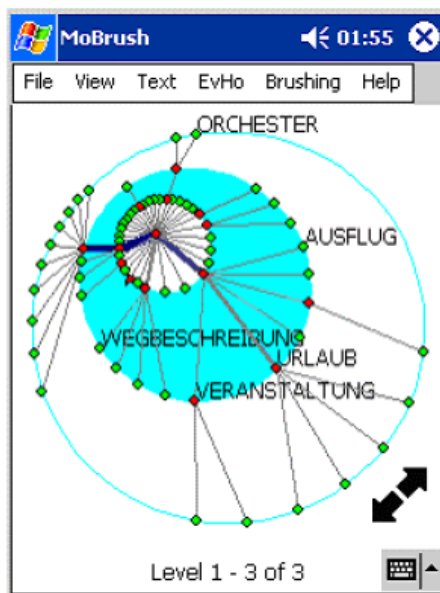 MoBrush 01:55
File View Text EvHo Brushing Help
ORCHESTER
AUSFLUG
WEGBESCHREIBUNG
URLAUB
VERANSTALTUNG
Level 1 - 3 of 3